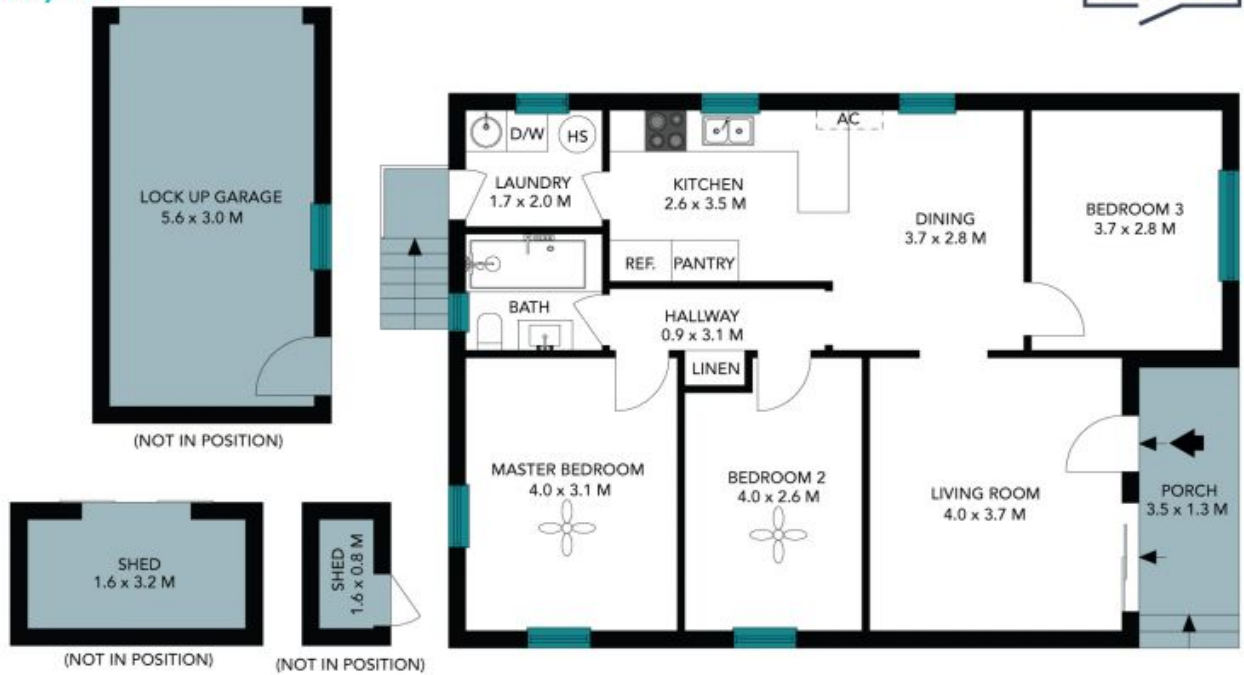 LOCK UP GARAGE
5.6 x 3.0 M
(NOT IN POSITION)
D/W
HS
LAUNDRY
1.7 x 2.0 M
KITCHEN
2.6 x 3.5 M
AC
REF.
PANTRY
DINING
3.7 x 2.8 M
BEDROOM 3
3.7 x 2.8 M
BATH
HALLWAY
0.9 x 3.1 M
LINEN
MASTER BEDROOM
4.0 x 3.1 M
BEDROOM 2
4.0 x 2.6 M
LIVING ROOM
4.0 x 3.7 M
PORCH
3.5 x 1.3 M
SHED
1.6 x 3.2 M
(NOT IN POSITION)
SHED
1.6 x 0.8 M
(NOT IN POSITION)